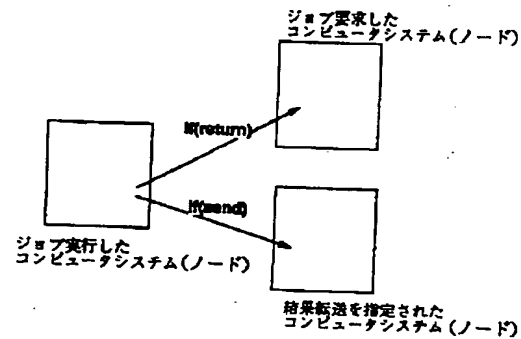 ジョブ要求した
コンピュータシステム(ノード)
if(return)
if(send)
ジョブ実行した
コンピュータシステム(ノード)
結果転送を指定された
コンピュータシステム(ノード)